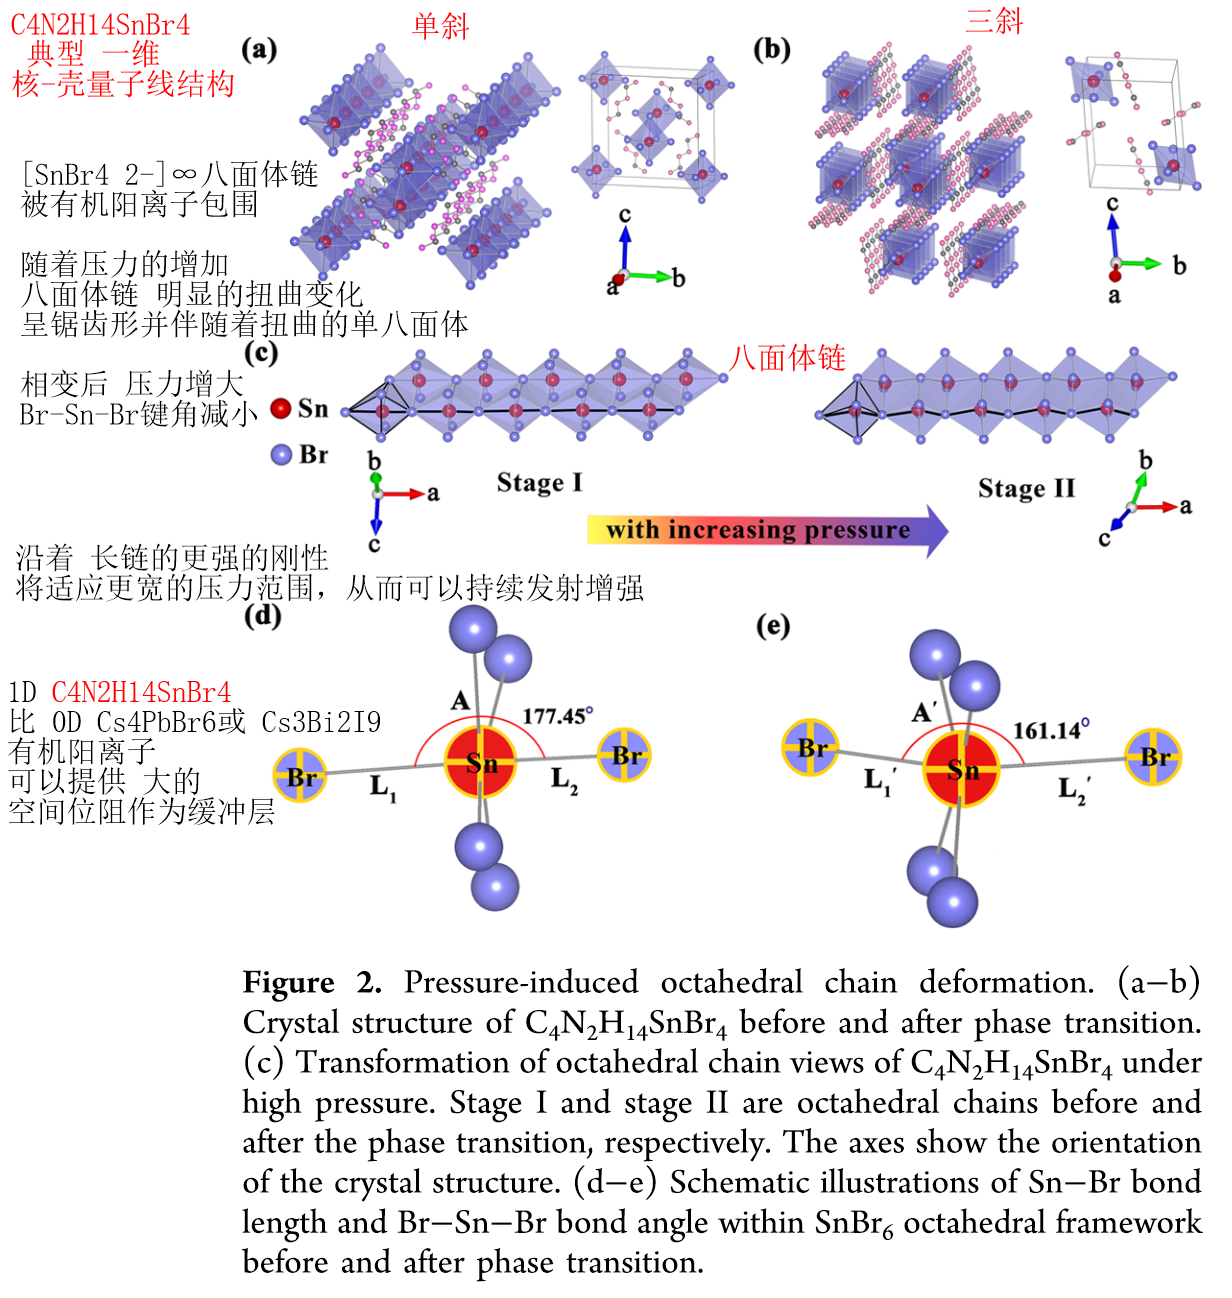 C4N2H14SnBr4
典型 一维
核-壳量子线结构
(a)
单斜
(b)
三斜
[SnBr4 2-]∞八面体链
被有机阳离子包围
c
b
a
c
b
a
随着压力的增加
八面体链 明显的扭曲变化
呈锯齿形并伴随着扭曲的单八面体
(c)
八面体链
相变后 压力增大
Br-Sn-Br键角减小
Sn
Br
b
a
c
Stage I
Stage II
b
a
c
with increasing pressure
沿着 长链的更强的刚性
将适应更宽的压力范围, 从而可以持续发射增强
(d)
(e)
A
177.45°
Br
Sn
Br
L₁
L₂
A′
161.14°
Br
Sn
Br
L₁′
L₂′
1D C4N2H14SnBr4
比 0D Cs4PbBr6或 Cs3Bi2I9
有机阳离子
可以提供 大的
空间位阻作为缓冲层
Figure 2. Pressure-induced octahedral chain deformation. (a−b)
Crystal structure of C₄N₂H₁₄SnBr₄ before and after phase transition.
(c) Transformation of octahedral chain views of C₄N₂H₁₄SnBr₄ under
high pressure. Stage I and stage II are octahedral chains before and
after the phase transition, respectively. The axes show the orientation
of the crystal structure. (d−e) Schematic illustrations of Sn−Br bond
length and Br−Sn−Br bond angle within SnBr₆ octahedral framework
before and after phase transition.